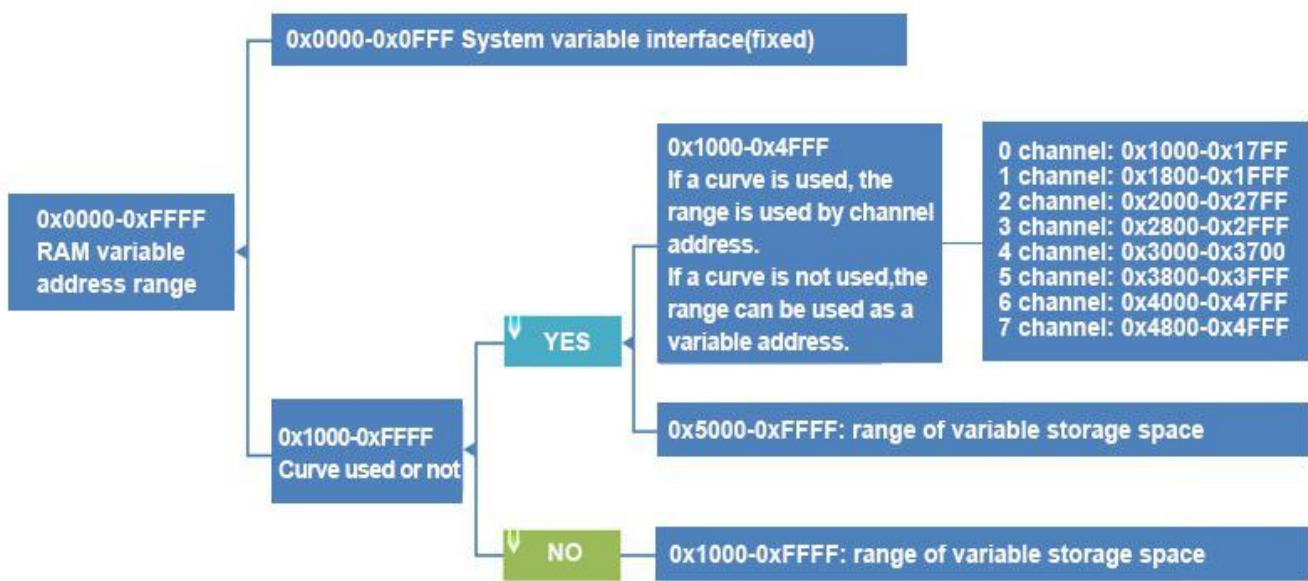 0x0000-0x0FFF System variable interface(fixed)
0x0000-0xFFFF
RAM variable
address range
0x1000-0xFFFF
Curve used or not
YES
0x1000-0x4FFF
If a curve is used, the
range is used by channel
address.
If a curve is not used,the
range can be used as a
variable address.
0 channel: 0x1000-0x17FF
1 channel: 0x1800-0x1FFF
2 channel: 0x2000-0x27FF
3 channel: 0x2800-0x2FFF
4 channel: 0x3000-0x3700
5 channel: 0x3800-0x3FFF
6 channel: 0x4000-0x47FF
7 channel: 0x4800-0x4FFF
0x5000-0xFFFF: range of variable storage space
NO
0x1000-0xFFFF: range of variable storage space